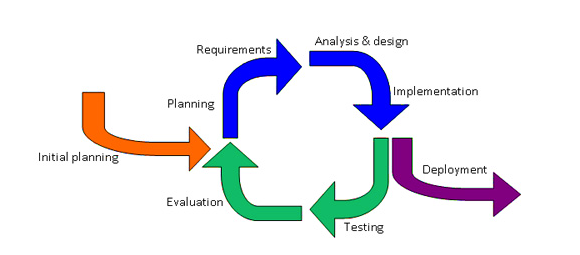 Analysis & design
Requirements
Implementation
Planning
Initial planning
Deployment
Evaluation
Testing